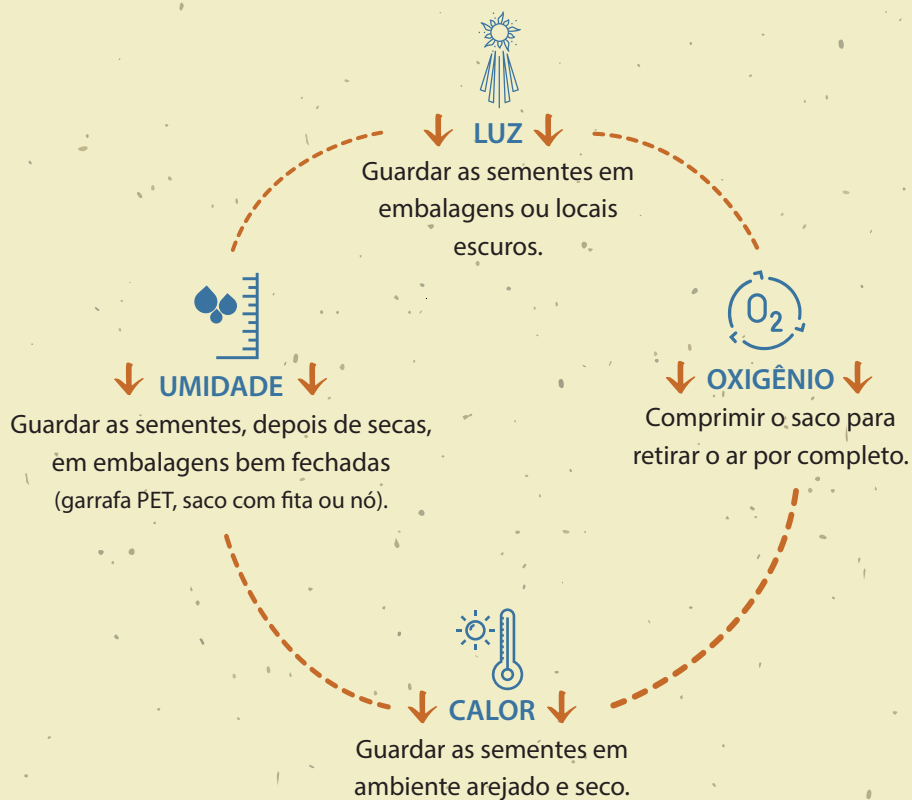 LUZ
Guardar as sementes em
embalagens ou locais
escuros.
UMIDADE
Guardar as sementes, depois de secas,
em embalagens bem fechadas
(garrafa PET, saco com fita ou nó).
O2
OXIGÊNIO
Comprimir o saco para
retirar o ar por completo.
CALOR
Guardar as sementes em
ambiente arejado e seco.